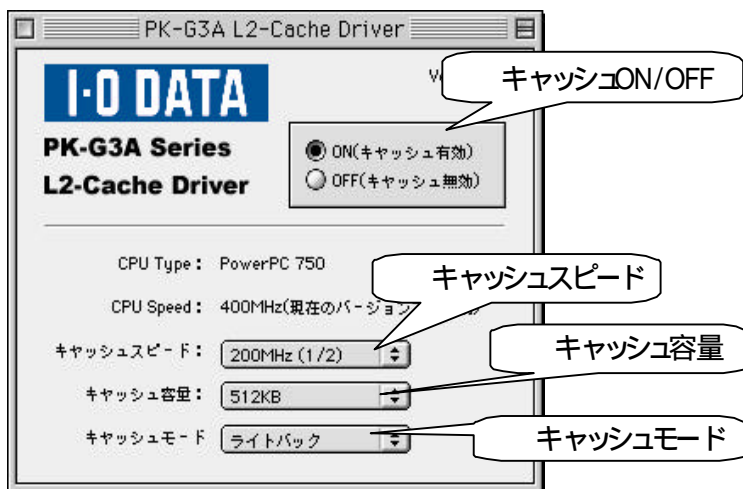 PK-G3A L2-Cache Driver
I·O DATA
キャッシュON/OFF
PK-G3A Series
L2-Cache Driver
ON(キャッシュ有効)
OFF(キャッシュ無効)
CPU Type: PowerPC 750
キャッシュスピード
CPU Speed: 400MHz(現在のバージョン
キャッシュスピード: 200MHz (1/2)
キャッシュ容量
キャッシュ容量: 512KB
キャッシュモード ライトバック
キャッシュモード